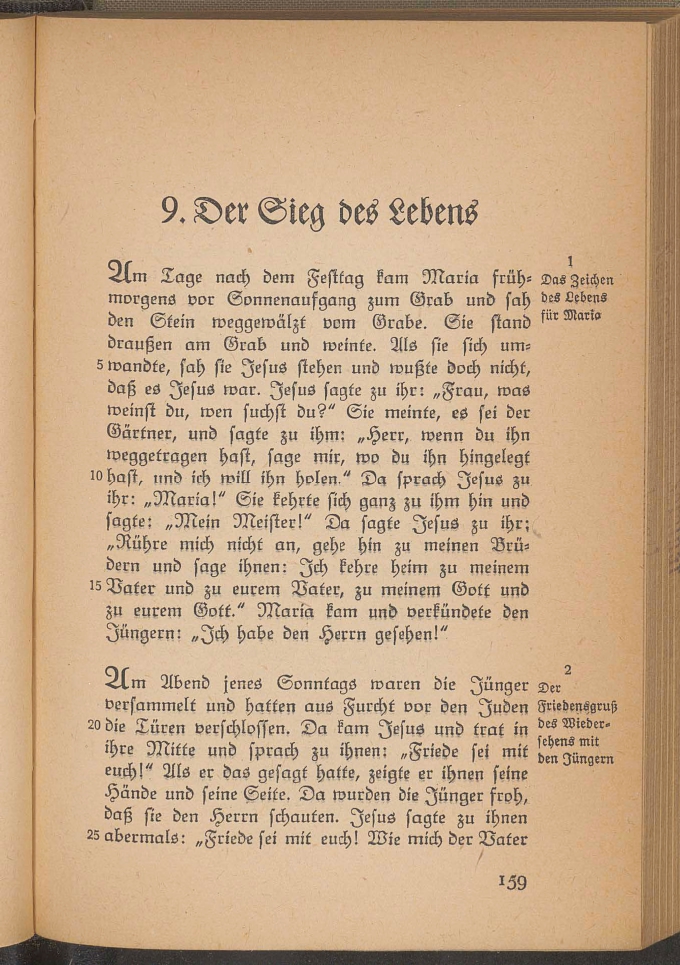 9. Der Sieg des Lebens
1
Das Zeichen
des Lebens
für Maria
Am Tage nach dem Festtag kam Maria früh-
morgens vor Sonnenaufgang zum Grab und sah
den Stein weggewälzt vom Grabe. Sie stand
draußen am Grab und weinte. Als sie sich um-
5 wandte, sah sie Jesus stehen und wußte doch nicht,
daß es Jesus war. Jesus sagte zu ihr: „Frau, was
weinst du, wen suchst du?“ Sie meinte, es sei der
Gärtner, und sagte zu ihm: „Herr, wenn du ihn
weggetragen hast, sage mir, wo du ihn hingelegt
10 hast, und ich will ihn holen.“ Da sprach Jesus zu
ihr: „Maria!“ Sie kehrte sich ganz zu ihm hin und
sagte: „Mein Meister!“ Da sagte Jesus zu ihr:
„Rühre mich nicht an, gehe hin zu meinen Brü-
dern und sage ihnen: Ich kehre heim zu meinem
15 Vater und zu eurem Vater, zu meinem Gott und
zu eurem Gott.“ Maria kam und verkündete den
Jüngern: „Ich habe den Herrn gesehen!“
2
Der
Friedensgruß
des Wieder-
sehens mit
den Jüngern
Am Abend jenes Sonntags waren die Jünger
versammelt und hatten aus Furcht vor den Juden
20 die Türen verschlossen. Da kam Jesus und trat in
ihre Mitte und sprach zu ihnen: „Friede sei mit
euch!“ Als er das gesagt hatte, zeigte er ihnen seine
Hände und seine Seite. Da wurden die Jünger froh,
daß sie den Herrn schauten. Jesus sagte zu ihnen
25 abermals: „Friede sei mit euch! Wie mich der Vater
159